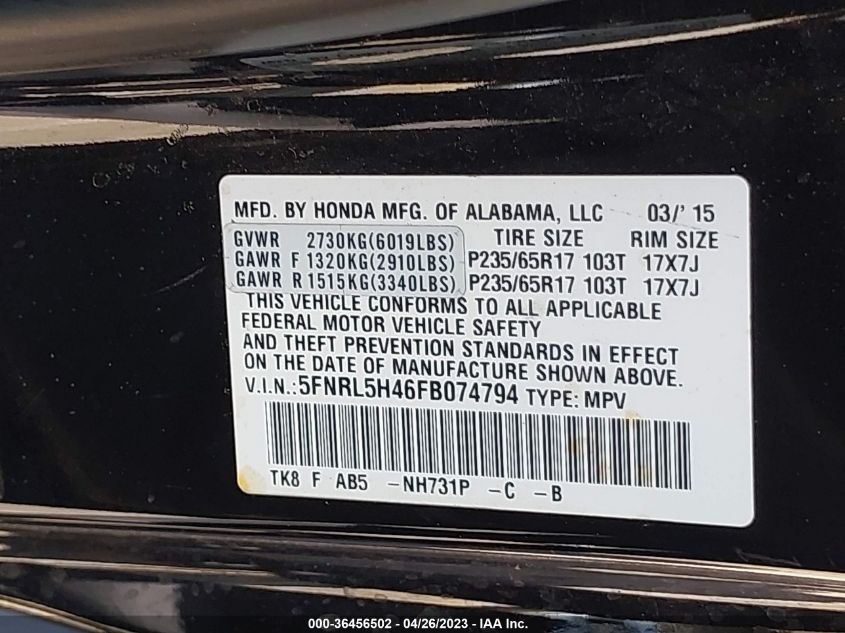 MFD. BY HONDA MFG. OF ALABAMA, LLC 03/' 15
GVWR 2730KG(6019LBS) TIRE SIZE RIM SIZE
GAWR F 1320KG(2910LBS) P235/65R17 103T 17X7J
GAWR R 1515KG(3340LBS) P235/65R17 103T 17X7J
THIS VEHICLE CONFORMS TO ALL APPLICABLE
FEDERAL MOTOR VEHICLE SAFETY
AND THEFT PREVENTION STANDARDS IN EFFECT
ON THE DATE OF MANUFACTURE SHOWN ABOVE.
V.I.N.:5FNRL5H46FB074794 TYPE: MPV
TK8 F AB5 -NH731P -C -B
000-36456502 - 04/26/2023 - IAA Inc.